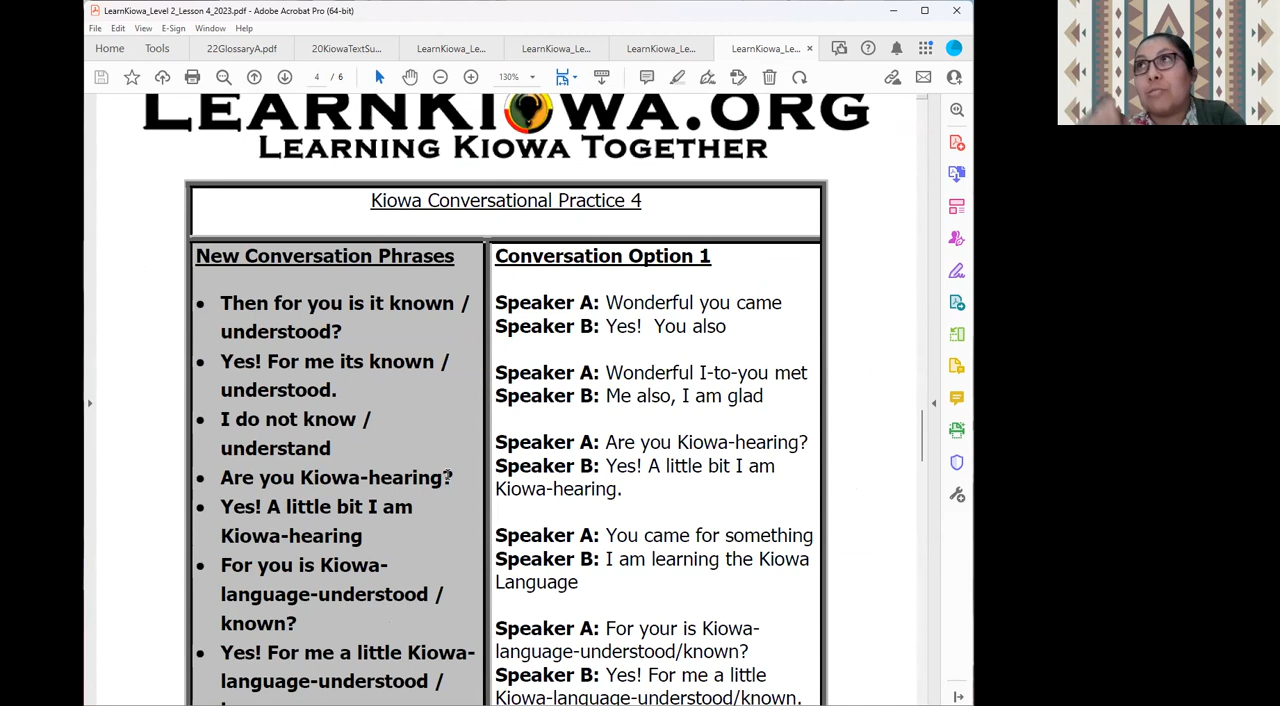 LearnKiowa_Level 2_Lesson 4_2023.pdf - Adobe Acrobat Pro (64-bit)
File Edit View E-Sign Window Help
Home Tools 22GlossaryA.pdf 20KiowaTextSu... LearnKiowa_Le... LearnKiowa_Le... LearnKiowa_Le... LearnKiowa_Le... ×
4 / 6 130%
LEARNKIOWA.ORG
LEARNING KIOWA TOGETHER
Kiowa Conversational Practice 4
New Conversation Phrases
• Then for you is it known /
understood?
• Yes! For me its known /
understood.
• I do not know /
understand
• Are you Kiowa-hearing?
• Yes! A little bit I am
Kiowa-hearing
• For you is Kiowa-
language-understood /
known?
• Yes! For me a little Kiowa-
language-understood /
Conversation Option 1
Speaker A: Wonderful you came
Speaker B: Yes! You also
Speaker A: Wonderful I-to-you met
Speaker B: Me also, I am glad
Speaker A: Are you Kiowa-hearing?
Speaker B: Yes! A little bit I am
Kiowa-hearing.
Speaker A: You came for something
Speaker B: I am learning the Kiowa
Language
Speaker A: For your is Kiowa-
language-understood/known?
Speaker B: Yes! For me a little
Kiowa-language-understood/known.